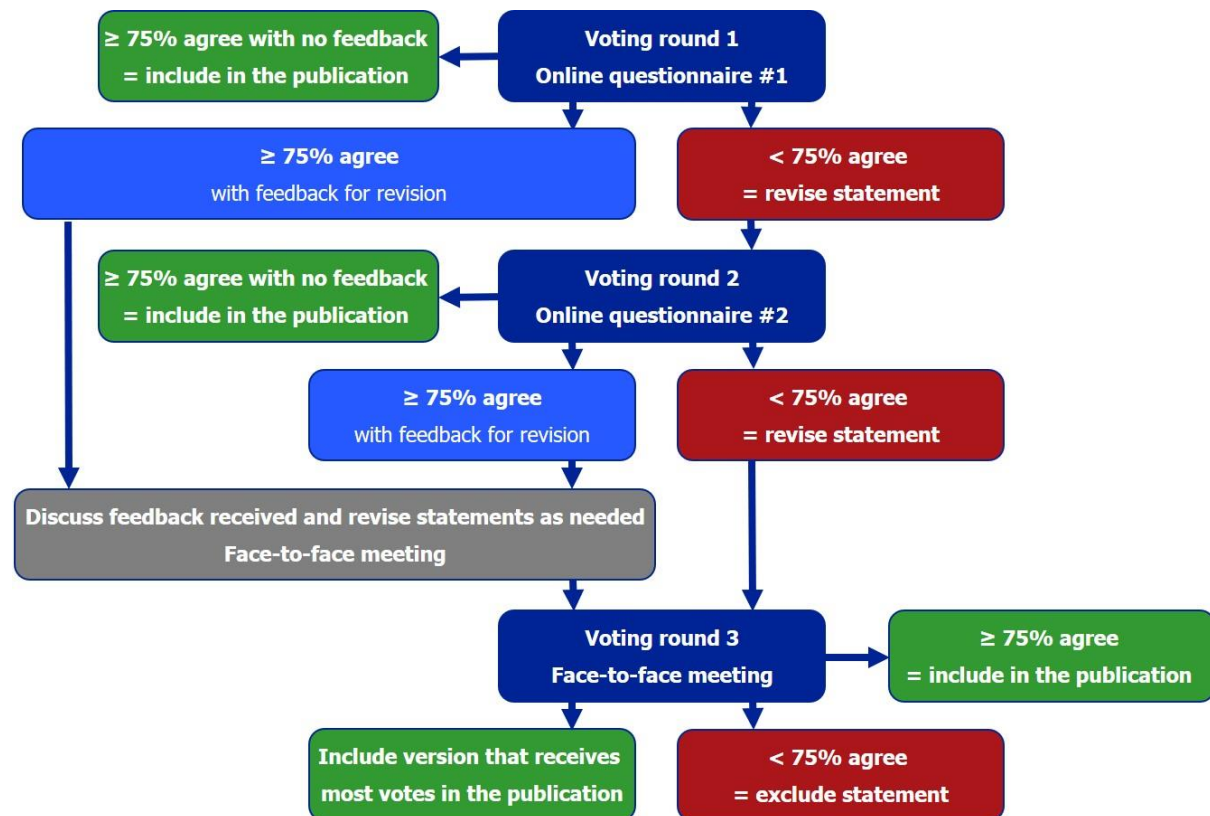 ≥ 75% agree with no feedback
= include in the publication
Voting round 1
Online questionnaire #1
≥ 75% agree
with feedback for revision
< 75% agree
= revise statement
≥ 75% agree with no feedback
= include in the publication
Voting round 2
Online questionnaire #2
≥ 75% agree
with feedback for revision
< 75% agree
= revise statement
Discuss feedback received and revise statements as needed
Face-to-face meeting
Voting round 3
Face-to-face meeting
≥ 75% agree
= include in the publication
Include version that receives
most votes in the publication
< 75% agree
= exclude statement